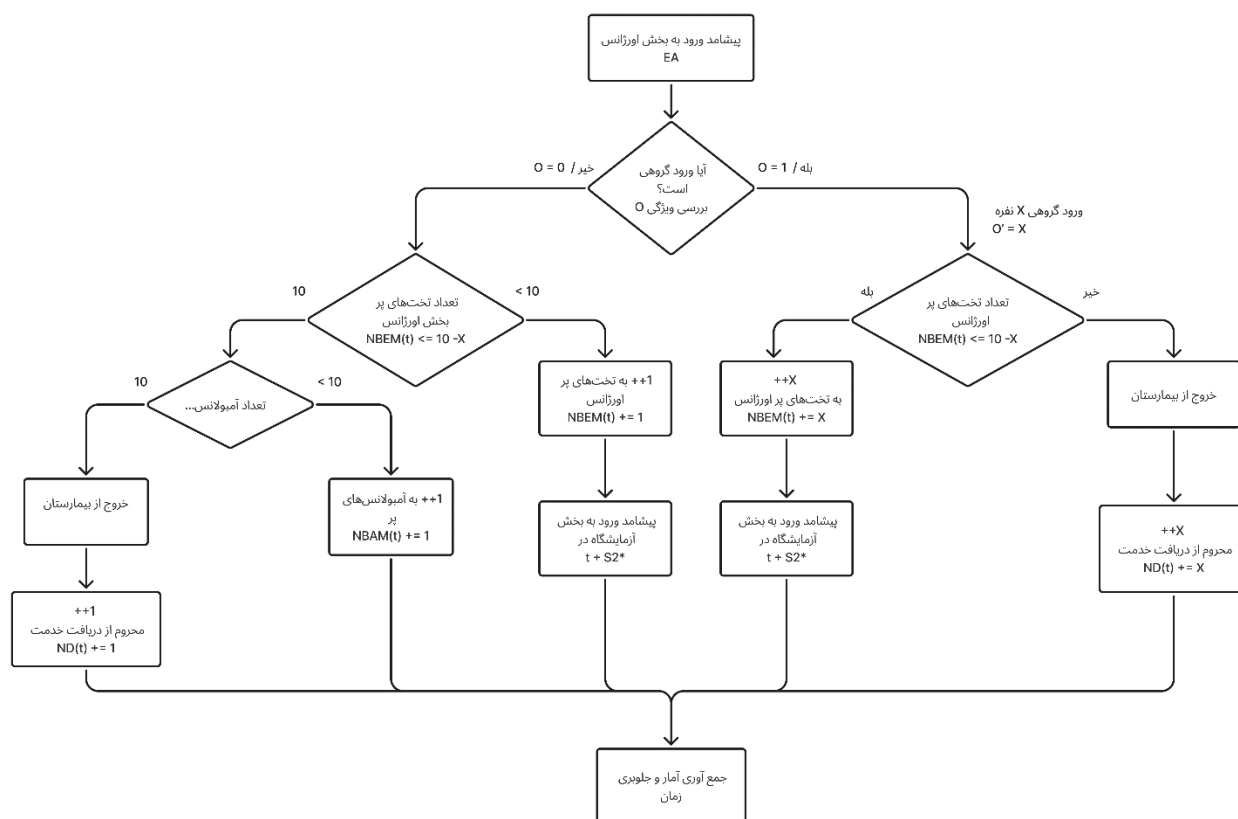 پیشامد ورود به بخش اورژانس
EA
آیا ورود گروهی
است؟
بررسی ویژگی O
O = 0 / خیر
O = 1 / بله
ورود گروهی X نفره
O’ = X
تعداد تخت‌های پر
بخش اورژانس
NBEM(t) <= 10 -X
10
< 10
تعداد تخت‌های پر
اورژانس
NBEM(t) <= 10 -X
بله
خیر
تعداد آمبولانس...
10
< 10
++1 به تخت‌های پر
اورژانس
NBEM(t) += 1
++X
به تخت‌های پر اورژانس
NBEM(t) += X
خروج از بیمارستان
خروج از بیمارستان
++1 به آمبولانس‌های
پر
NBAM(t) += 1
پیشامد ورود به بخش
آزمایشگاه در
t + S2*
پیشامد ورود به بخش
آزمایشگاه در
t + S2*
++X
محروم از دریافت خدمت
ND(t) += X
++1
محروم از دریافت خدمت
ND(t) += 1
جمع آوری آمار و جلوبری
زمان